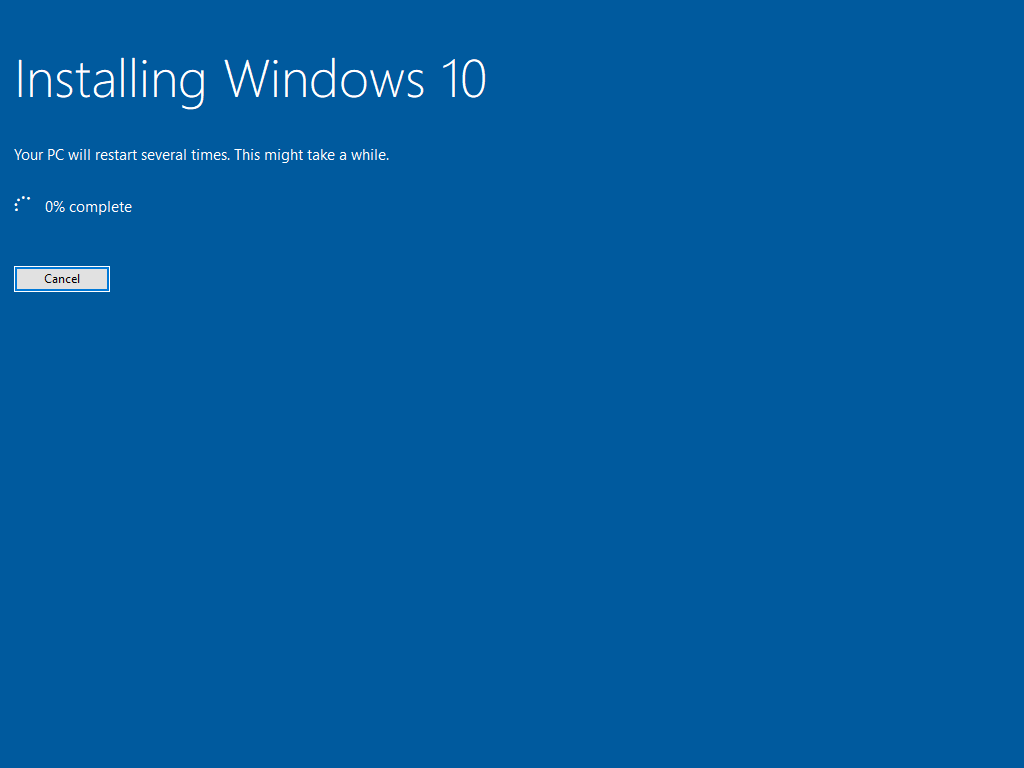 Installing Windows 10
Your PC will restart several times. This might take a while.
0% complete
Cancel